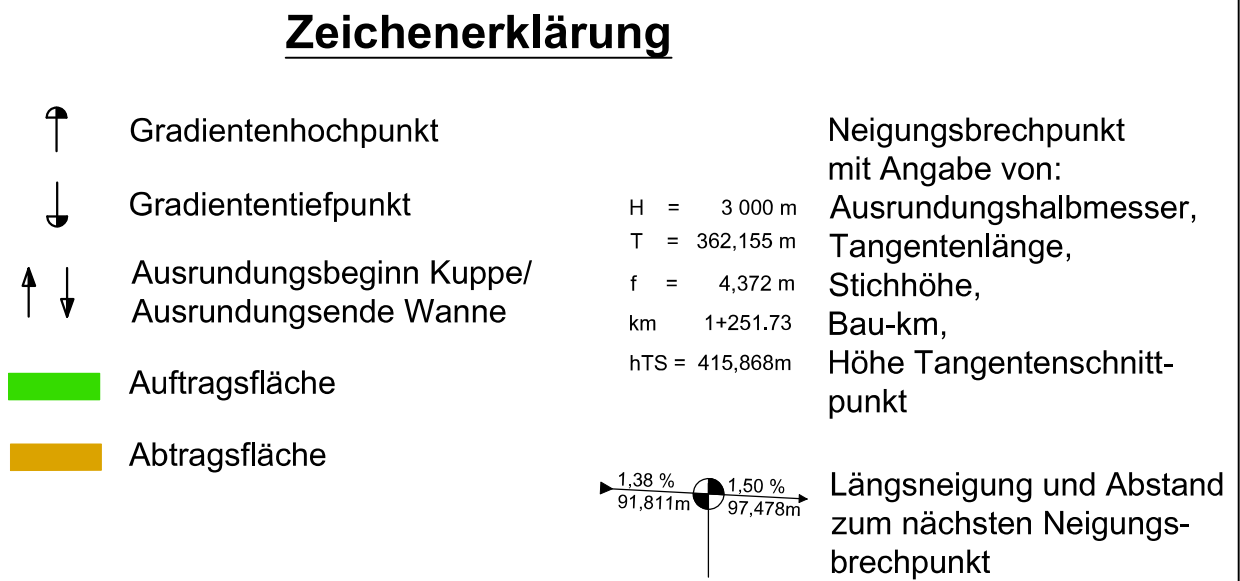 Zeichenerklärung
Gradientenhochpunkt
Gradiententiefpunkt
Ausrundungsbeginn Kuppe/
Ausrundungsende Wanne
Auftragsfläche
Abtragsfläche
Neigungsbrechpunkt
mit Angabe von:
H = 3 000 m Ausrundungshalbmesser,
T = 362,155 m Tangentenlänge,
f = 4,372 m Stichhöhe,
km 1+251.73 Bau-km,
hTS = 415,868m Höhe Tangentenschnitt-
punkt
1,38 % 1,50 % Längsneigung und Abstand
91,811m 97,478m zum nächsten Neigungs-
brechpunkt